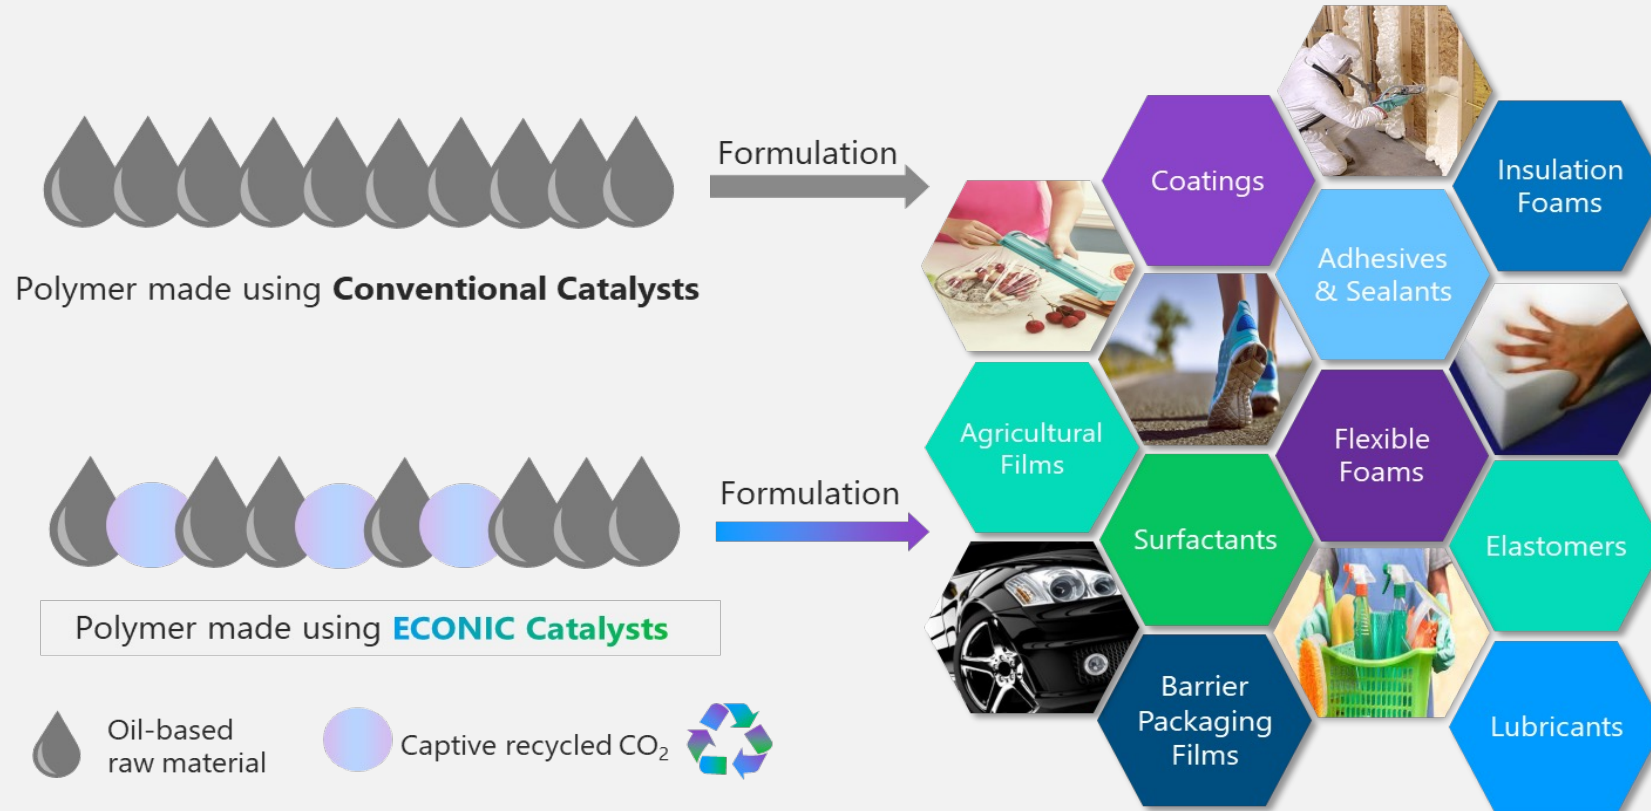 Formulation
Polymer made using Conventional Catalysts
Formulation
Polymer made using ECONIC Catalysts
Oil-based
raw material
Captive recycled CO₂
Coatings
Insulation
Foams
Adhesives
& Sealants
Agricultural
Films
Flexible
Foams
Surfactants
Elastomers
Barrier
Packaging
Films
Lubricants